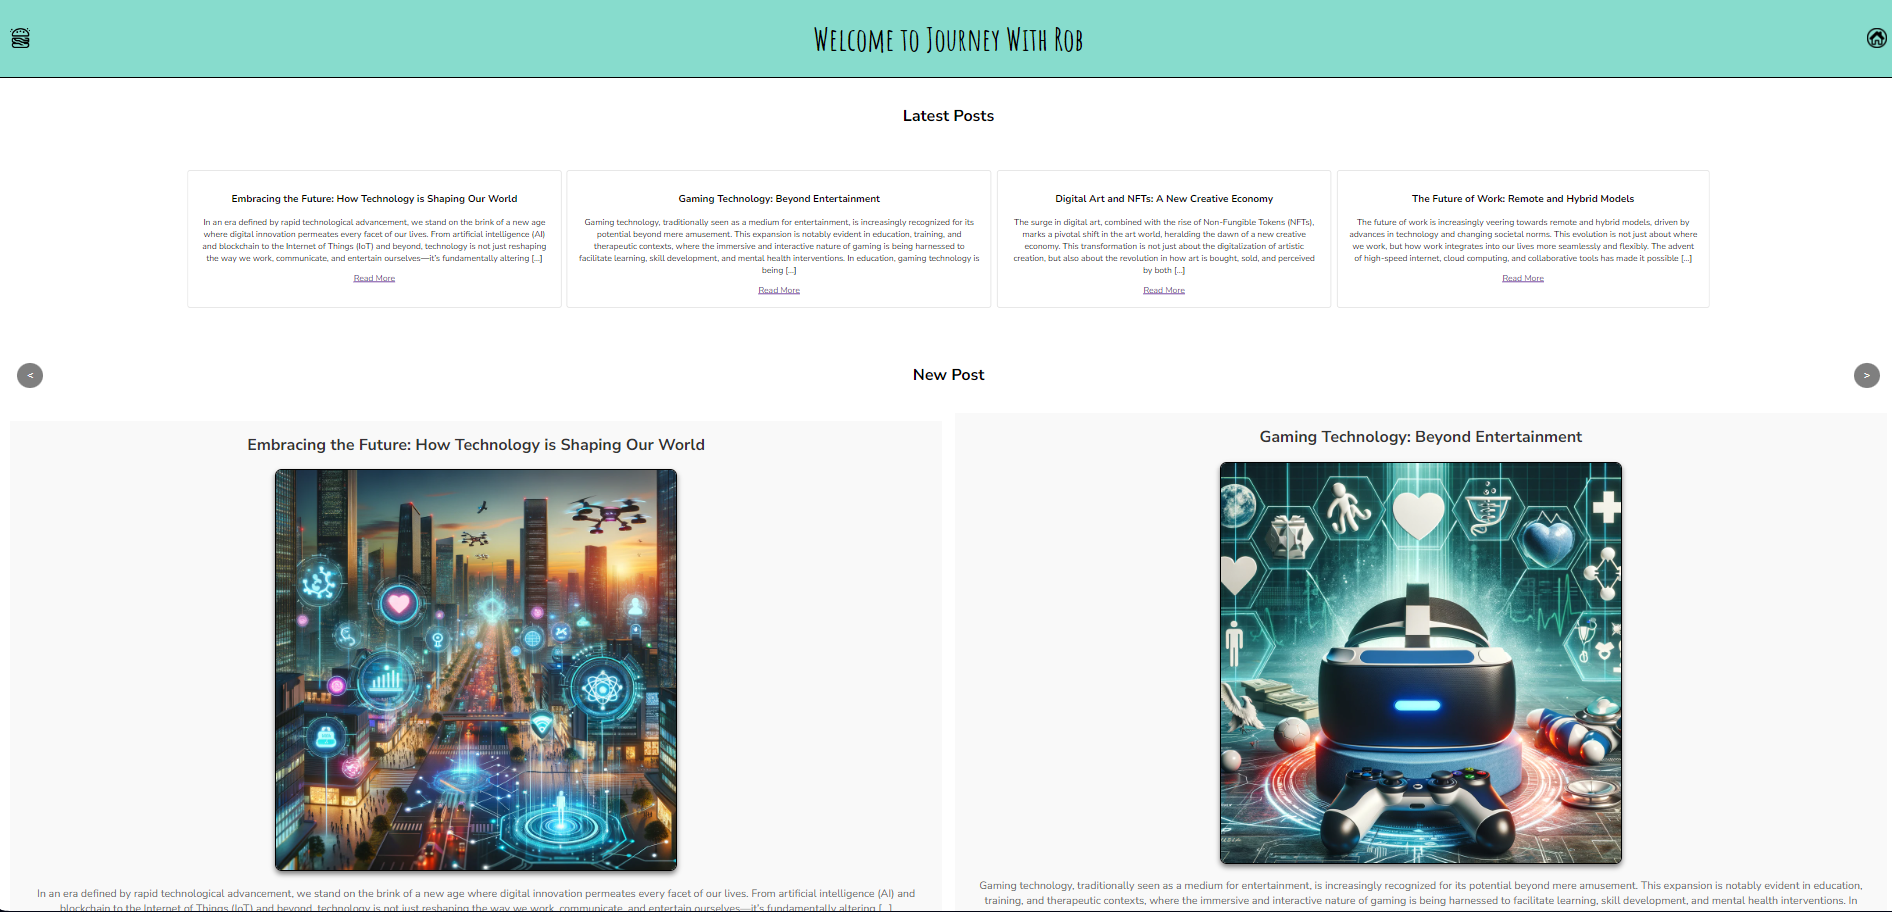 Welcome to Journey With Rob
Latest Posts
Embracing the Future: How Technology is Shaping Our World
In an era defined by rapid technological advancement, we stand on the brink of a new age
where digital innovation permeates every facet of our lives. From artificial intelligence (AI)
and blockchain to the Internet of Things (IoT) and beyond, technology is not just reshaping
the way we work, communicate, and entertain ourselves—it's fundamentally altering [...]
Read More
Gaming Technology: Beyond Entertainment
Gaming technology, traditionally seen as a medium for entertainment, is increasingly recognized for its
potential beyond mere amusement. This expansion is notably evident in education, training, and
therapeutic contexts, where the immersive and interactive nature of gaming is being harnessed to
facilitate learning, skill development, and mental health interventions. In education, gaming technology is
being [...]
Read More
Digital Art and NFTs: A New Creative Economy
The surge in digital art, combined with the rise of Non-Fungible Tokens (NFTs),
marks a pivotal shift in the art world, heralding the dawn of a new creative
economy. This transformation is not just about the digitalization of artistic
creation, but also about the revolution in how art is bought, sold, and perceived
by both [...]
Read More
The Future of Work: Remote and Hybrid Models
The future of work is increasingly veering towards remote and hybrid models, driven by
advances in technology and changing societal norms. This evolution is not just about where
we work, but how work integrates into our lives more seamlessly and flexibly. The advent
of high-speed internet, cloud computing, and collaborative tools has made it possible [...]
Read More
<
New Post
>
Embracing the Future: How Technology is Shaping Our World
In an era defined by rapid technological advancement, we stand on the brink of a new age where digital innovation permeates every facet of our lives. From artificial intelligence (AI) and
blockchain to the Internet of Things (IoT) and beyond, technology is not just reshaping the way we work, communicate, and entertain ourselves—it's fundamentally altering [...]
Gaming Technology: Beyond Entertainment
Gaming technology, traditionally seen as a medium for entertainment, is increasingly recognized for its potential beyond mere amusement. This expansion is notably evident in education,
training, and therapeutic contexts, where the immersive and interactive nature of gaming is being harnessed to facilitate learning, skill development, and mental health interventions. In